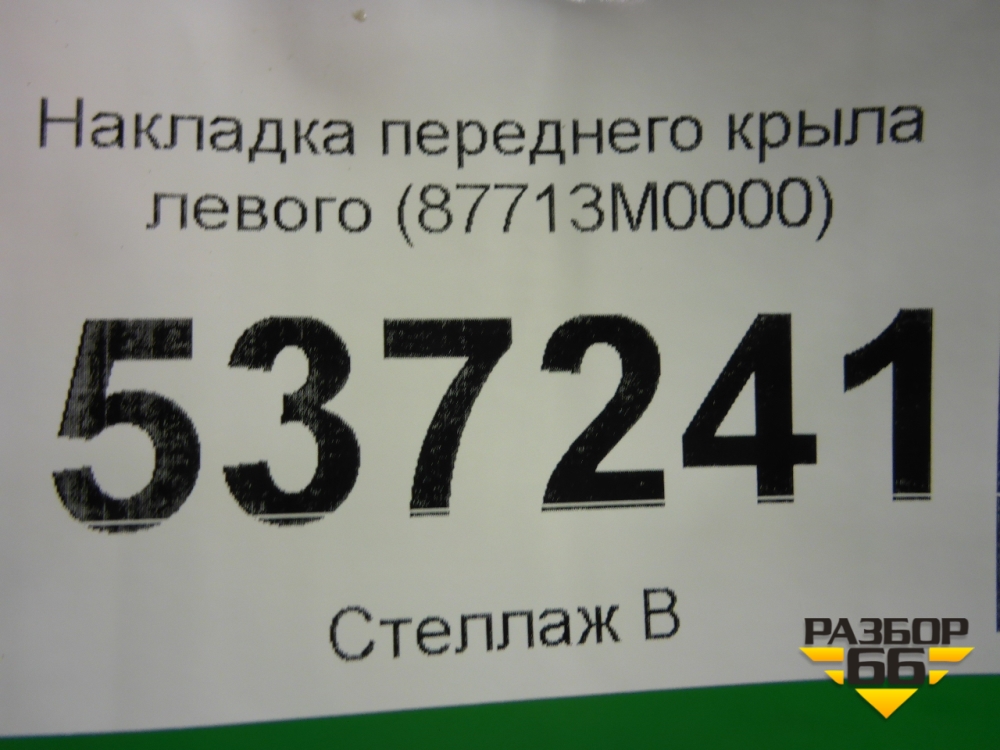 Накладка переднего крыла
левого (87713M0000)
537241
Стеллаж В
РАЗБОР
66